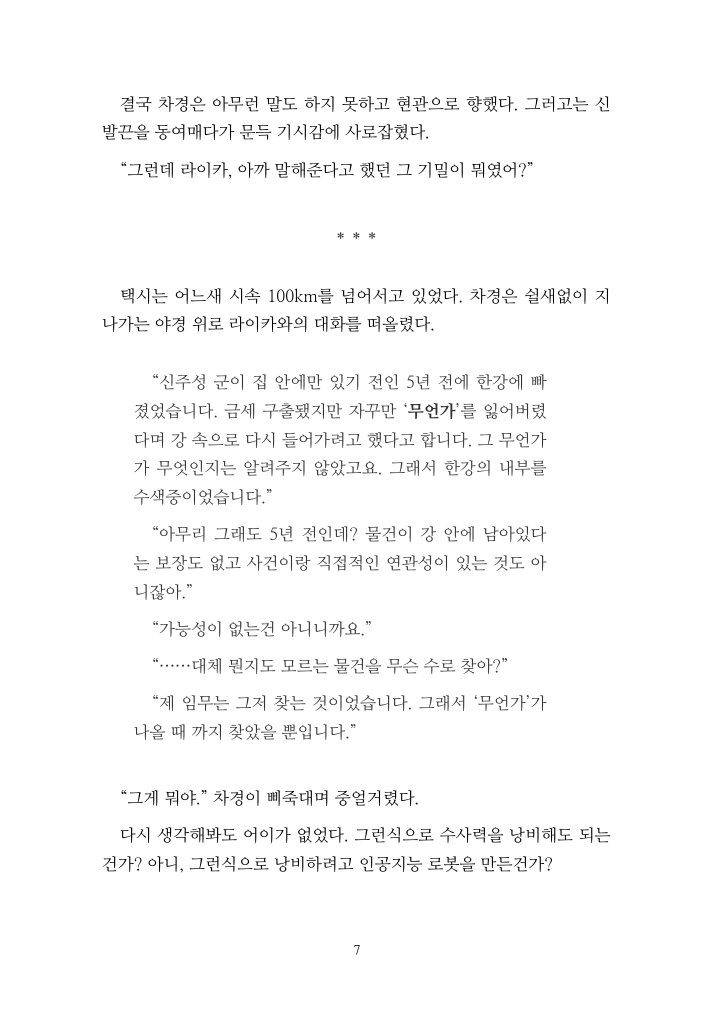 결국 차경은 아무런 말도 하지 못하고 현관으로 향했다. 그러고는 신
발끈을 동여매다가 문득 기시감에 사로잡혔다.
“그런데 라이카, 아까 말해준다고 했던 그 기밀이 뭐였어?”
* * *
택시는 어느새 시속 100km를 넘어서고 있었다. 차경은 쉴새없이 지
나가는 야경 위로 라이카와의 대화를 떠올렸다.
“신주성 군이 집 안에만 있기 전인 5년 전에 한강에 빠
졌었습니다. 금세 구출됐지만 자꾸만 ‘무언가’를 잃어버렸
다며 강 속으로 다시 들어가려고 했다고 합니다. 그 무언가
가 무엇인지는 알려주지 않았고요. 그래서 한강의 내부를
수색중이었습니다.”
“아무리 그래도 5년 전인데? 물건이 강 안에 남아있다
는 보장도 없고 사건이랑 직접적인 연관성이 있는 것도 아
니잖아.”
“가능성이 없는건 아니니까요.”
“……대체 뭔지도 모르는 물건을 무슨 수로 찾아?”
“제 임무는 그저 찾는 것이었습니다. 그래서 ‘무언가’가
나올 때 까지 찾았을 뿐입니다.”
“그게 뭐야.” 차경이 삐죽대며 중얼거렸다.
다시 생각해봐도 어이가 없었다. 그런식으로 수사력을 낭비해도 되는
건가? 아니, 그런식으로 낭비하려고 인공지능 로봇을 만든건가?
7